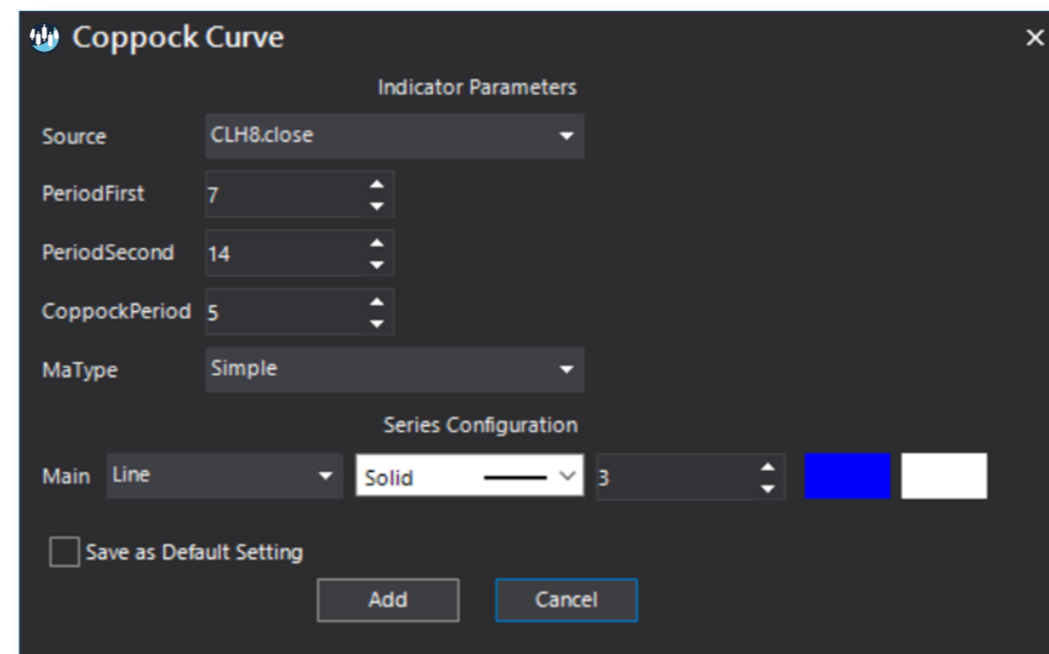 Coppock Curve
Indicator Parameters
Source CLH8.close
PeriodFirst 7
PeriodSecond 14
CoppockPeriod 5
MaType Simple
Series Configuration
Main Line Solid 3
Save as Default Setting
Add Cancel